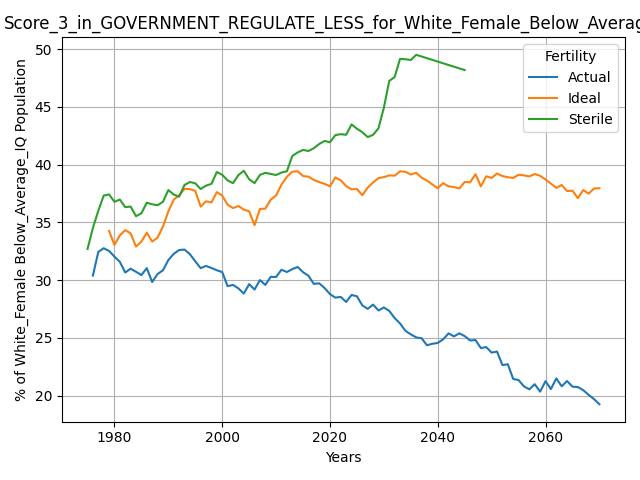 Score_3_in_GOVERNMENT_REGULATE_LESS_for_White_Female_Below_Averag
% of White_Female Below_Average_IQ Population
50
45
40
35
30
25
20
Fertility
Actual
Ideal
Sterile
1980
2000
2020
2040
2060
Years